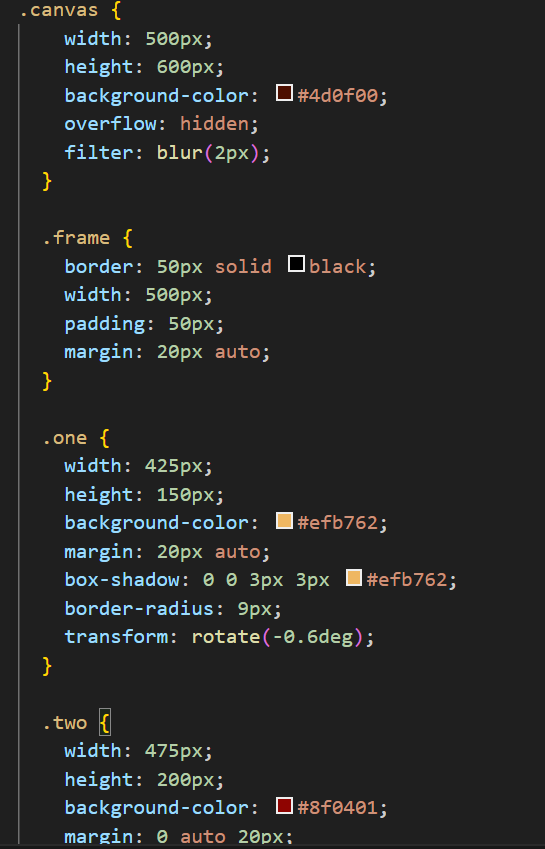 .canvas {
width: 500px;
height: 600px;
background-color: #4d0f00;
overflow: hidden;
filter: blur(2px);
}
.frame {
border: 50px solid black;
width: 500px;
padding: 50px;
margin: 20px auto;
}
.one {
width: 425px;
height: 150px;
background-color: #efb762;
margin: 20px auto;
box-shadow: 0 0 3px 3px #efb762;
border-radius: 9px;
transform: rotate(-0.6deg);
}
.two {
width: 475px;
height: 200px;
background-color: #8f0401;
margin: 0 auto 20px;